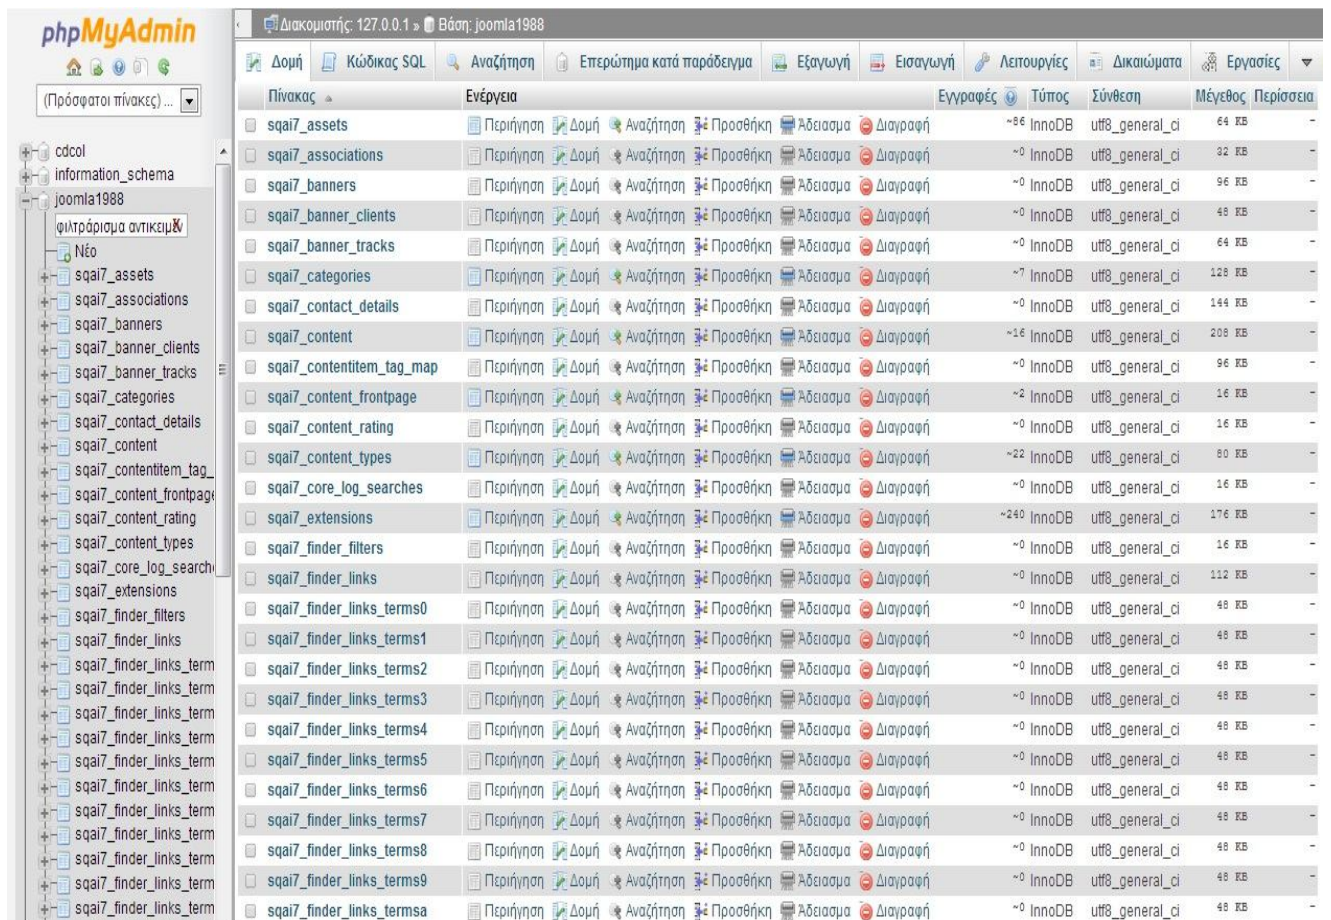 phpMyAdmin
(Πρόσφατοι πίνακες) ...
cdcol
information_schema
joomla1988
φιλτράρισμα αντικειμ
X
Νέο
sqai7_assets
sqai7_associations
sqai7_banners
sqai7_banner_clients
sqai7_banner_tracks
sqai7_categories
sqai7_contact_details
sqai7_content
sqai7_contentitem_tag_
sqai7_content_frontpage
sqai7_content_rating
sqai7_content_types
sqai7_core_log_search
sqai7_extensions
sqai7_finder_filters
sqai7_finder_links
sqai7_finder_links_term
sqai7_finder_links_term
sqai7_finder_links_term
sqai7_finder_links_term
sqai7_finder_links_term
sqai7_finder_links_term
sqai7_finder_links_term
sqai7_finder_links_term
sqai7_finder_links_term
sqai7_finder_links_term
sqai7_finder_links_term
Διακομιστής: 127.0.0.1 » Βάση: joomla1988
Δομή Κώδικας SQL Αναζήτηση Επερώτημα κατά παράδειγμα Εξαγωγή Εισαγωγή Λειτουργίες Δικαιώματα Εργασίες
Πίνακας Ενέργεια Εγγραφές Τύπος Σύνθεση Μέγεθος Περίσσεια
sqai7_assets Περιήγηση Δομή Αναζήτηση Προσθήκη Άδειασμα Διαγραφή ~86 InnoDB utf8_general_ci 64 KB -
sqai7_associations Περιήγηση Δομή Αναζήτηση Προσθήκη Άδειασμα Διαγραφή ~0 InnoDB utf8_general_ci 32 KB -
sqai7_banners Περιήγηση Δομή Αναζήτηση Προσθήκη Άδειασμα Διαγραφή ~0 InnoDB utf8_general_ci 96 KB -
sqai7_banner_clients Περιήγηση Δομή Αναζήτηση Προσθήκη Άδειασμα Διαγραφή ~0 InnoDB utf8_general_ci 48 KB -
sqai7_banner_tracks Περιήγηση Δομή Αναζήτηση Προσθήκη Άδειασμα Διαγραφή ~0 InnoDB utf8_general_ci 64 KB -
sqai7_categories Περιήγηση Δομή Αναζήτηση Προσθήκη Άδειασμα Διαγραφή ~7 InnoDB utf8_general_ci 128 KB -
sqai7_contact_details Περιήγηση Δομή Αναζήτηση Προσθήκη Άδειασμα Διαγραφή ~0 InnoDB utf8_general_ci 144 KB -
sqai7_content Περιήγηση Δομή Αναζήτηση Προσθήκη Άδειασμα Διαγραφή ~16 InnoDB utf8_general_ci 208 KB -
sqai7_contentitem_tag_map Περιήγηση Δομή Αναζήτηση Προσθήκη Άδειασμα Διαγραφή ~0 InnoDB utf8_general_ci 96 KB -
sqai7_content_frontpage Περιήγηση Δομή Αναζήτηση Προσθήκη Άδειασμα Διαγραφή ~2 InnoDB utf8_general_ci 16 KB -
sqai7_content_rating Περιήγηση Δομή Αναζήτηση Προσθήκη Άδειασμα Διαγραφή ~0 InnoDB utf8_general_ci 16 KB -
sqai7_content_types Περιήγηση Δομή Αναζήτηση Προσθήκη Άδειασμα Διαγραφή ~22 InnoDB utf8_general_ci 80 KB -
sqai7_core_log_searches Περιήγηση Δομή Αναζήτηση Προσθήκη Άδειασμα Διαγραφή ~0 InnoDB utf8_general_ci 16 KB -
sqai7_extensions Περιήγηση Δομή Αναζήτηση Προσθήκη Άδειασμα Διαγραφή ~240 InnoDB utf8_general_ci 176 KB -
sqai7_finder_filters Περιήγηση Δομή Αναζήτηση Προσθήκη Άδειασμα Διαγραφή ~0 InnoDB utf8_general_ci 16 KB -
sqai7_finder_links Περιήγηση Δομή Αναζήτηση Προσθήκη Άδειασμα Διαγραφή ~0 InnoDB utf8_general_ci 112 KB -
sqai7_finder_links_terms0 Περιήγηση Δομή Αναζήτηση Προσθήκη Άδειασμα Διαγραφή ~0 InnoDB utf8_general_ci 48 KB -
sqai7_finder_links_terms1 Περιήγηση Δομή Αναζήτηση Προσθήκη Άδειασμα Διαγραφή ~0 InnoDB utf8_general_ci 48 KB -
sqai7_finder_links_terms2 Περιήγηση Δομή Αναζήτηση Προσθήκη Άδειασμα Διαγραφή ~0 InnoDB utf8_general_ci 48 KB -
sqai7_finder_links_terms3 Περιήγηση Δομή Αναζήτηση Προσθήκη Άδειασμα Διαγραφή ~0 InnoDB utf8_general_ci 48 KB -
sqai7_finder_links_terms4 Περιήγηση Δομή Αναζήτηση Προσθήκη Άδειασμα Διαγραφή ~0 InnoDB utf8_general_ci 48 KB -
sqai7_finder_links_terms5 Περιήγηση Δομή Αναζήτηση Προσθήκη Άδειασμα Διαγραφή ~0 InnoDB utf8_general_ci 48 KB -
sqai7_finder_links_terms6 Περιήγηση Δομή Αναζήτηση Προσθήκη Άδειασμα Διαγραφή ~0 InnoDB utf8_general_ci 48 KB -
sqai7_finder_links_terms7 Περιήγηση Δομή Αναζήτηση Προσθήκη Άδειασμα Διαγραφή ~0 InnoDB utf8_general_ci 48 KB -
sqai7_finder_links_terms8 Περιήγηση Δομή Αναζήτηση Προσθήκη Άδειασμα Διαγραφή ~0 InnoDB utf8_general_ci 48 KB -
sqai7_finder_links_terms9 Περιήγηση Δομή Αναζήτηση Προσθήκη Άδειασμα Διαγραφή ~0 InnoDB utf8_general_ci 48 KB -
sqai7_finder_links_termsa Περιήγηση Δομή Αναζήτηση Προσθήκη Άδειασμα Διαγραφή ~0 InnoDB utf8_general_ci 48 KB -